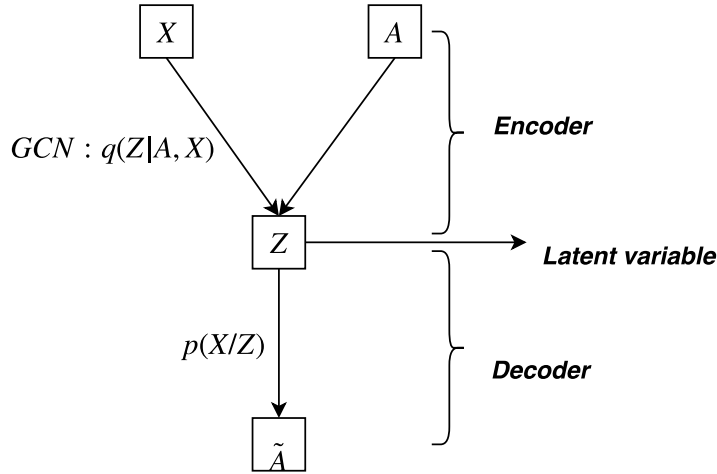 X
A
GCN : q(Z|A, X)
Encoder
Z
Latent variable
p(X/Z)
Decoder
Ã